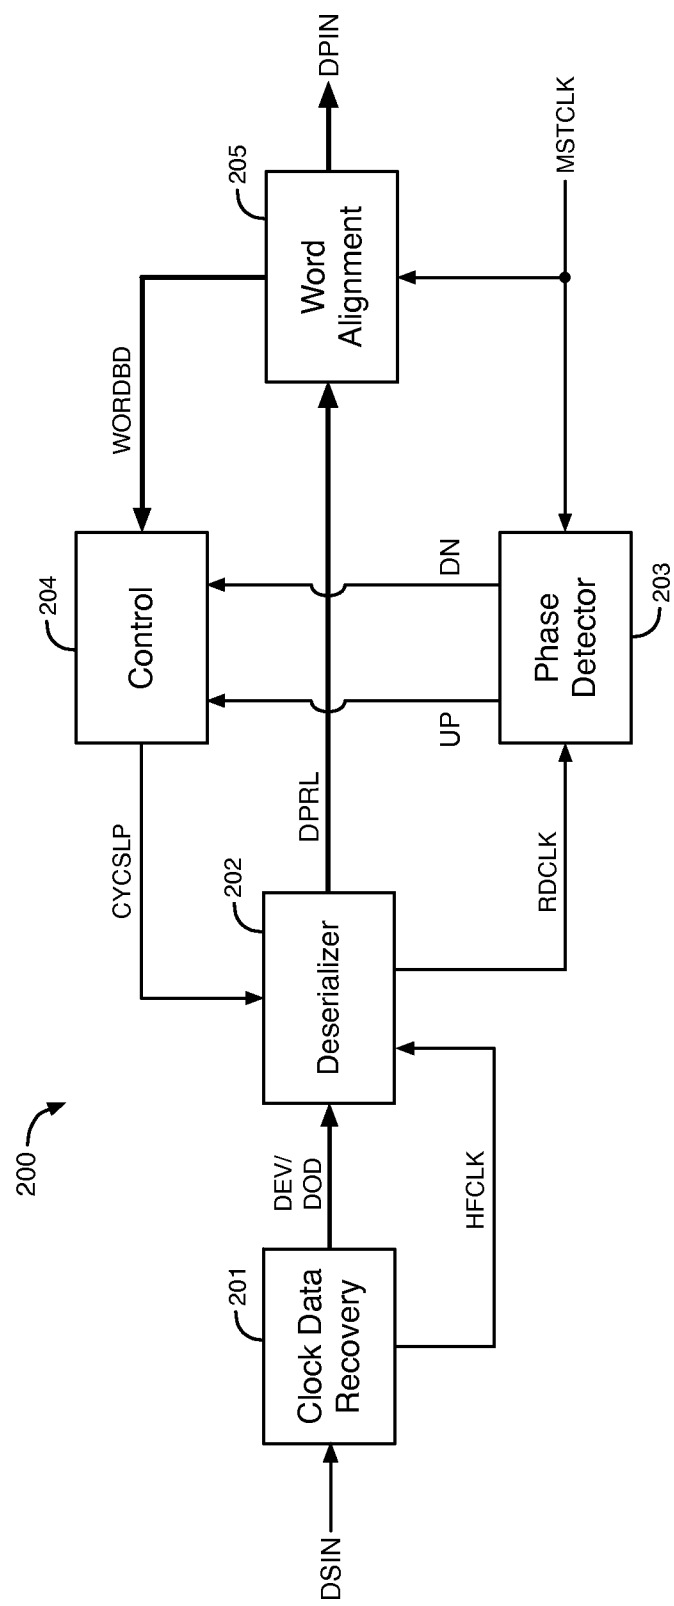 200
204
Control
CYCSLP
WORDBD
201
Clock Data
Recovery
DSIN
DEV/
DOD
202
Deserializer
DPRL
205
Word
Alignment
DPIN
HFCLK
RDCLK
UP
DN
Phase
Detector
203
MSTCLK